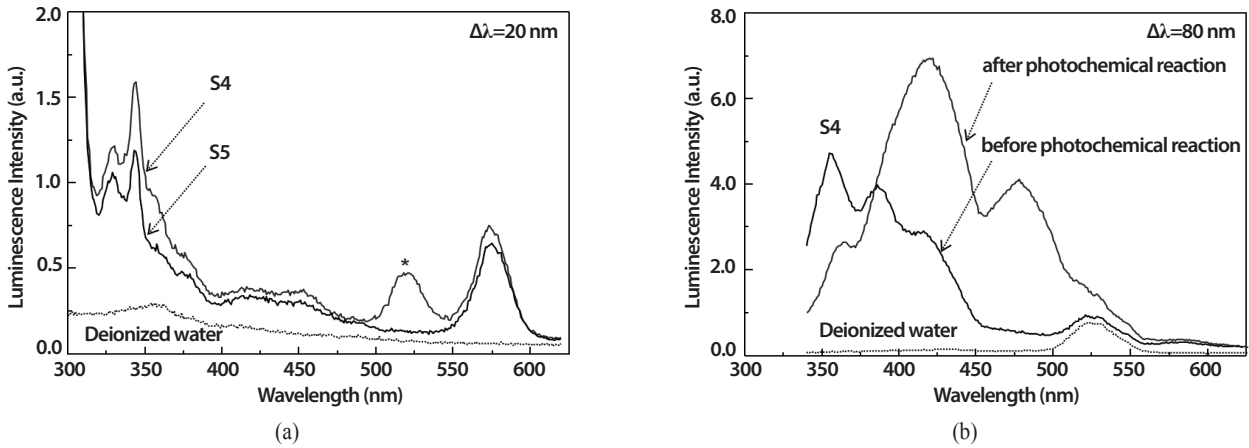 2.0
Δλ=20 nm
S4
1.5
S5
1.0
0.5
*
Deionized water
0.0
300 350 400 450 500 550 600
Wavelength (nm)
Luminescence Intensity (a.u.)
(a)
8.0
Δλ=80 nm
after photochemical reaction
6.0
S4
before photochemical reaction
4.0
2.0
Deionized water
0.0
300 350 400 450 500 550 600
Wavelength (nm)
Luminescence Intensity (a.u.)
(b)